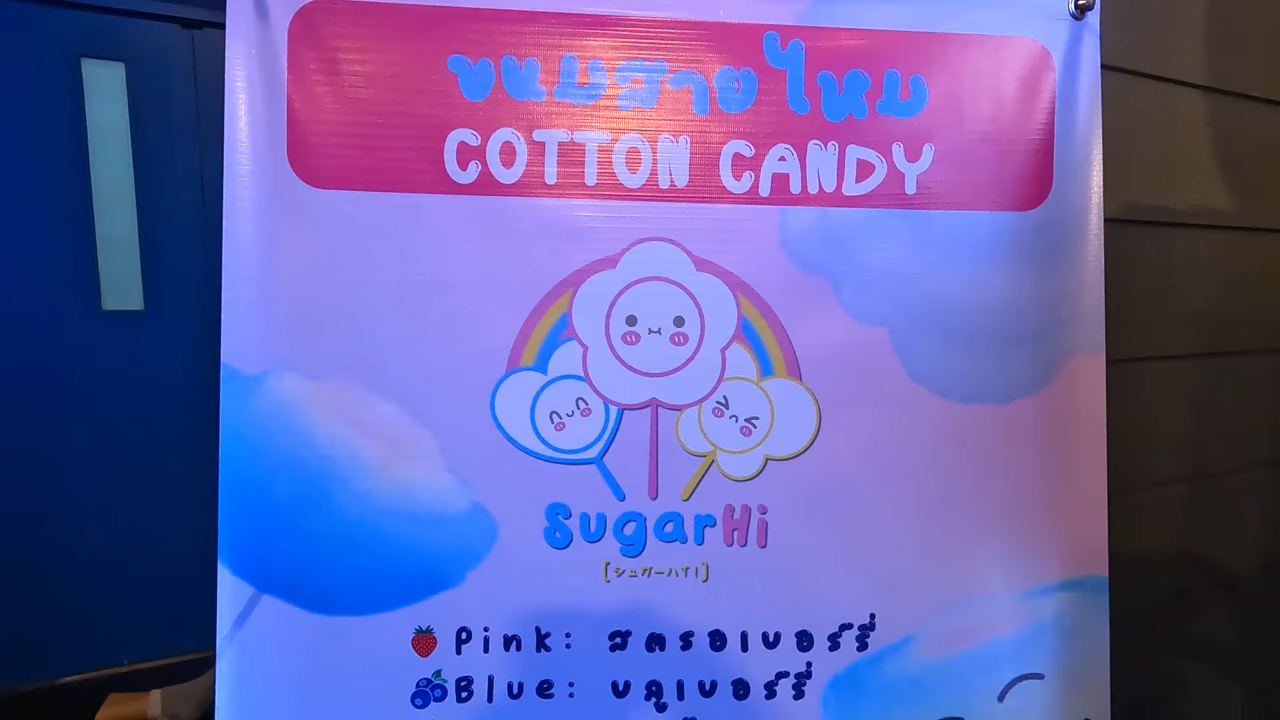 ขนมสายไหม
COTTON CANDY
SugarHi
[シュガーハイ]
Pink: สตรอเบอร์รี่
Blue: บลูเบอร์รี่